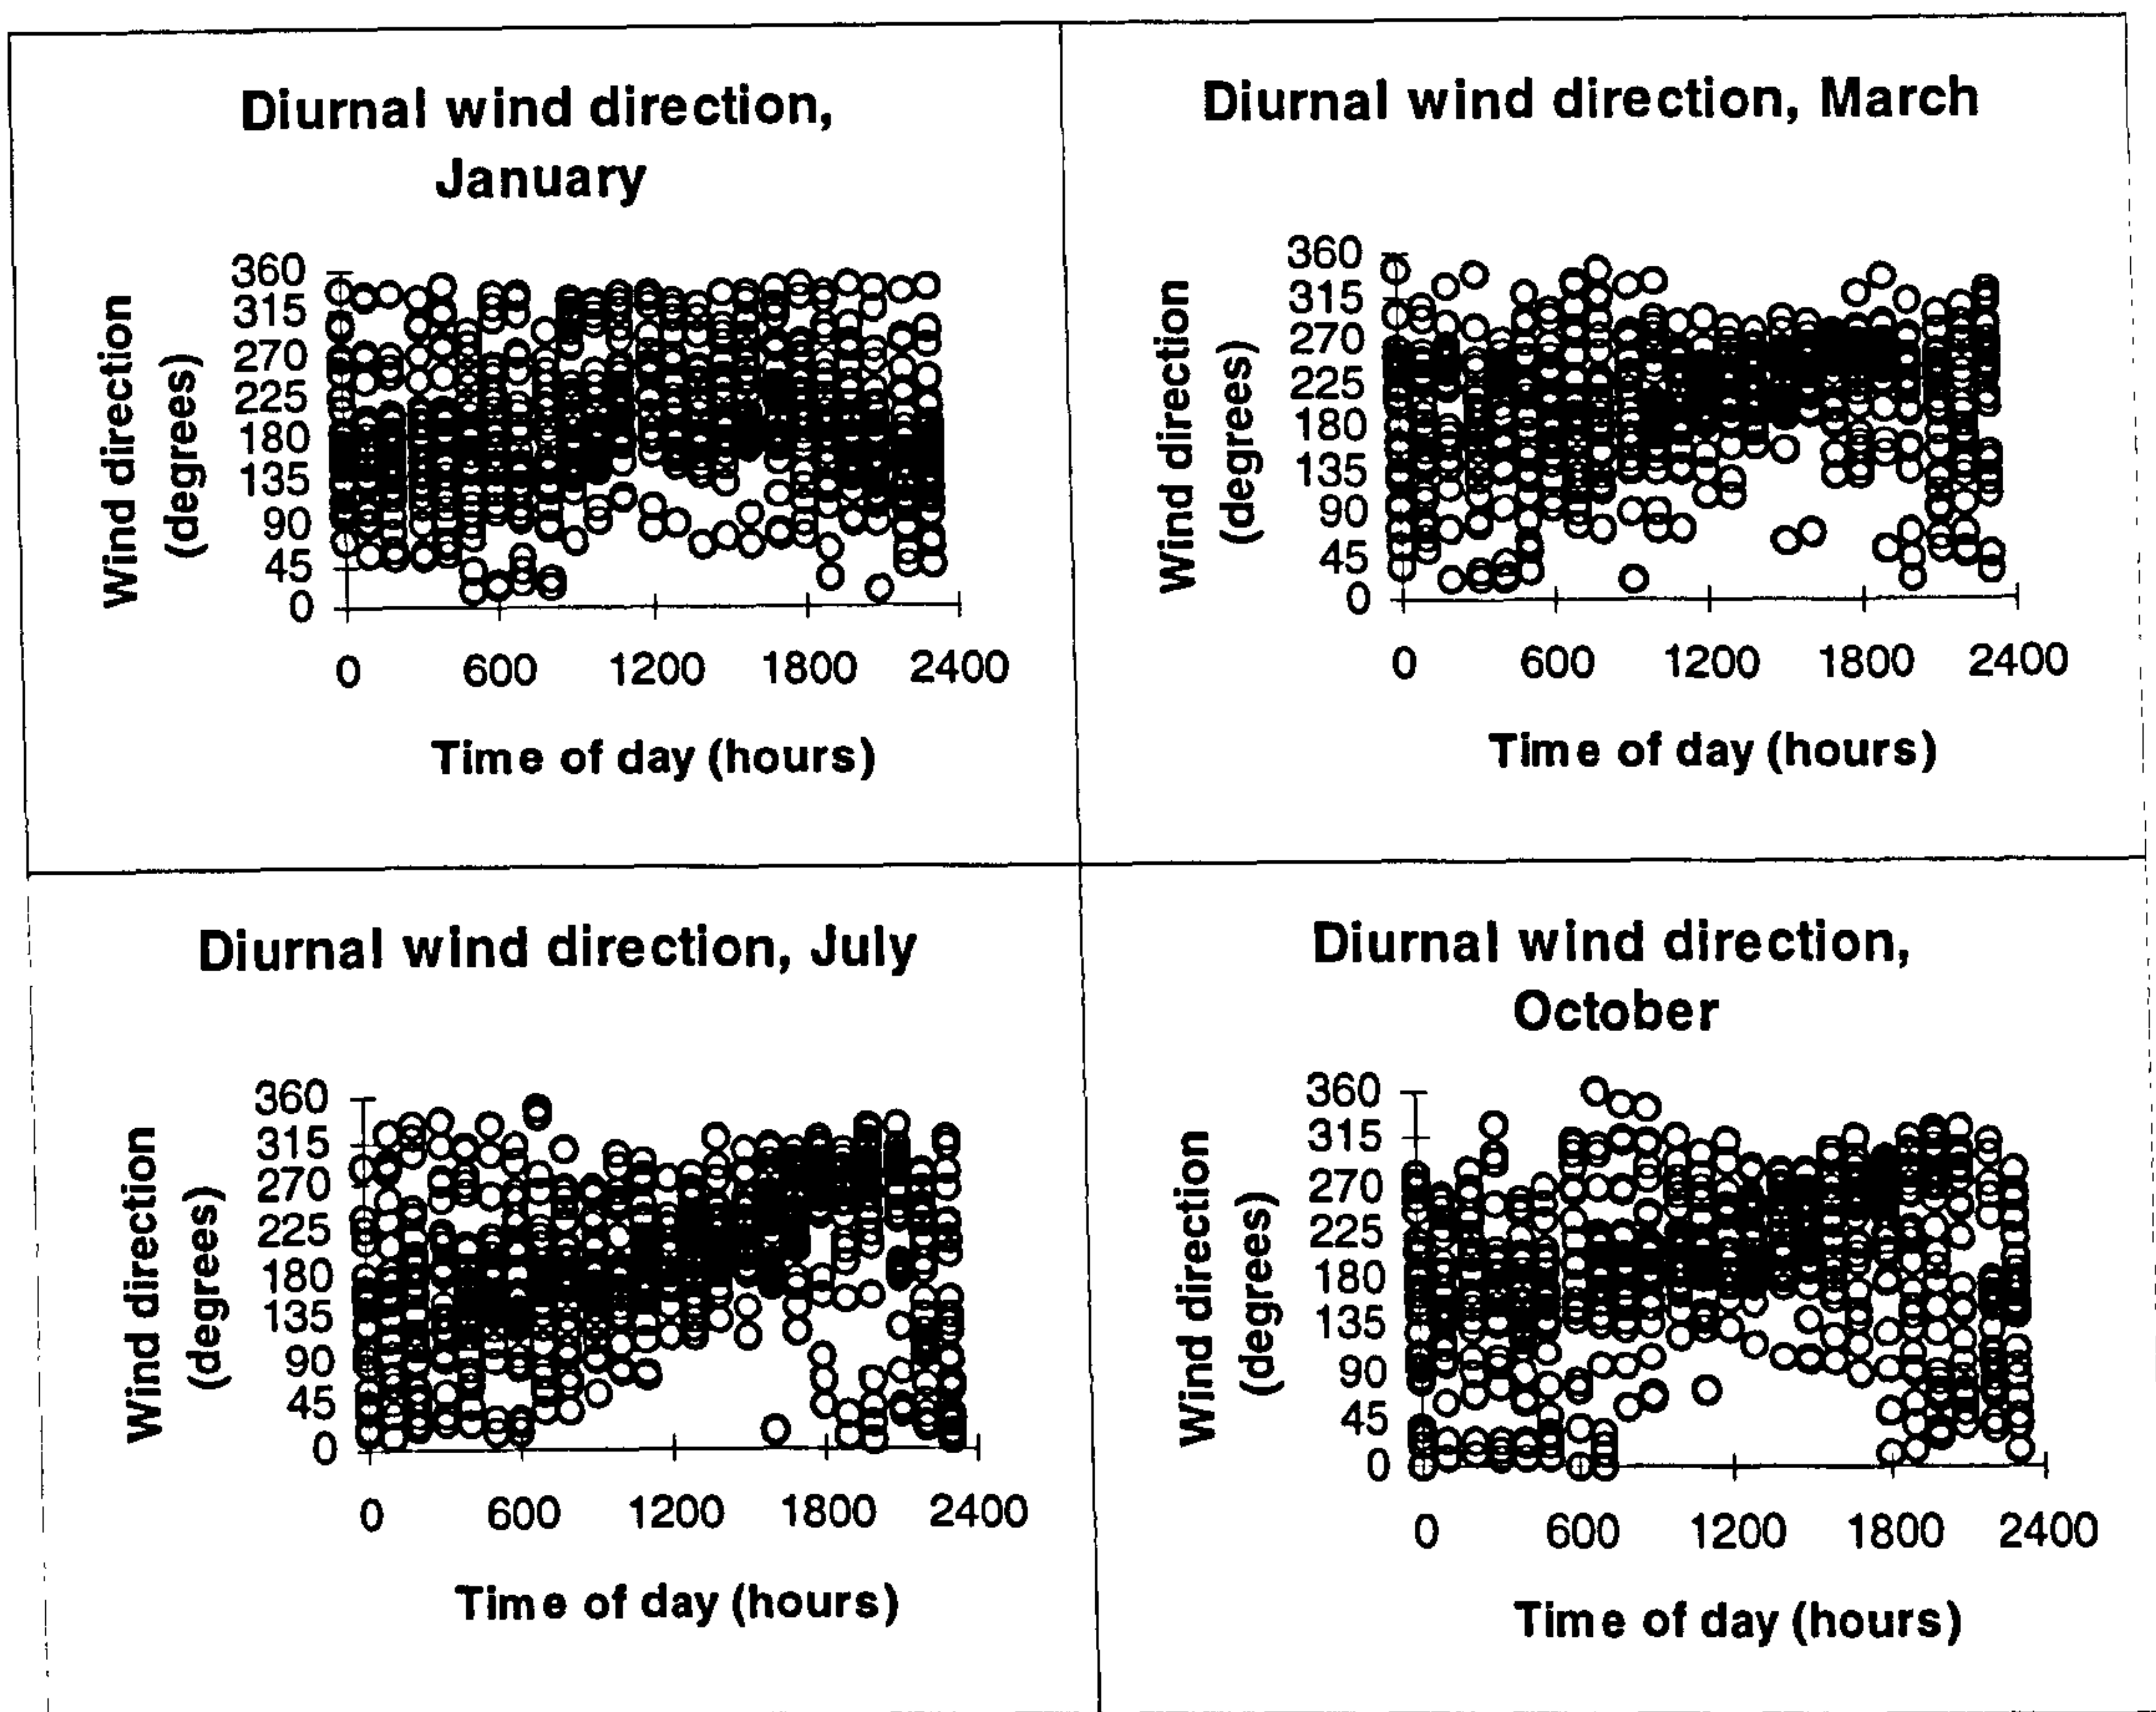 Diurnal wind direction,
January
Wind direction
(degrees)
360
315
270
225
180
135
90
45
0
0 600 1200 1800 2400
Time of day (hours)
Diurnal wind direction, March
Wind direction
(degrees)
360
315
270
225
180
135
90
45
0
0 600 1200 1800 2400
Time of day (hours)
Diurnal wind direction, July
Wind direction
(degrees)
360
315
270
225
180
135
90
45
0
0 600 1200 1800 2400
Time of day (hours)
Diurnal wind direction,
October
Wind direction
(degrees)
360
315
270
225
180
135
90
45
0
0 600 1200 1800 2400
Time of day (hours)